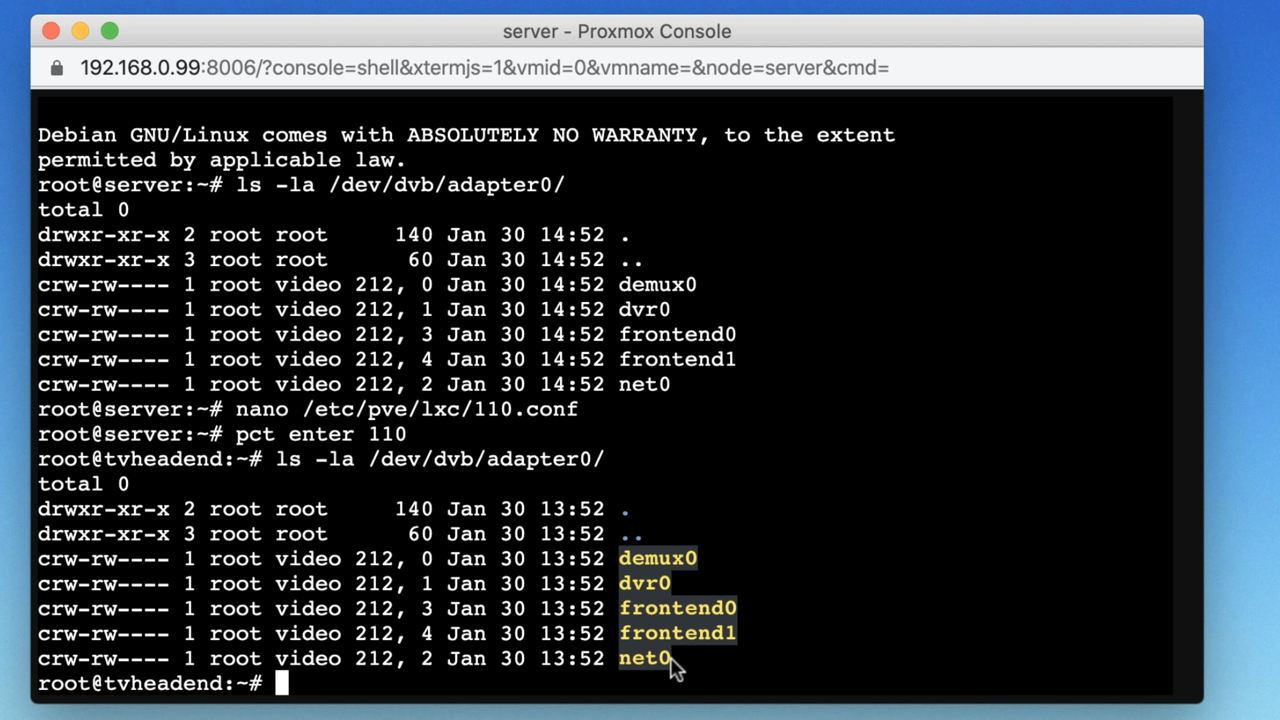 server - Proxmox Console
192.168.0.99:8006/?console=shell&xtermjs=1&vmid=0&vmname=&node=server&cmd=
Debian GNU/Linux comes with ABSOLUTELY NO WARRANTY, to the extent
permitted by applicable law.
root@server:~# ls -la /dev/dvb/adapter0/
total 0
drwxr-xr-x 2 root root     140 Jan 30 14:52 .
drwxr-xr-x 3 root root      60 Jan 30 14:52 ..
crw-rw---- 1 root video 212, 0 Jan 30 14:52 demux0
crw-rw---- 1 root video 212, 1 Jan 30 14:52 dvr0
crw-rw---- 1 root video 212, 3 Jan 30 14:52 frontend0
crw-rw---- 1 root video 212, 4 Jan 30 14:52 frontend1
crw-rw---- 1 root video 212, 2 Jan 30 14:52 net0
root@server:~# nano /etc/pve/lxc/110.conf
root@server:~# pct enter 110
root@tvheadend:~# ls -la /dev/dvb/adapter0/
total 0
drwxr-xr-x 2 root root     140 Jan 30 13:52 .
drwxr-xr-x 3 root root      60 Jan 30 13:52 ..
crw-rw---- 1 root video 212, 0 Jan 30 13:52 demux0
crw-rw---- 1 root video 212, 1 Jan 30 13:52 dvr0
crw-rw---- 1 root video 212, 3 Jan 30 13:52 frontend0
crw-rw---- 1 root video 212, 4 Jan 30 13:52 frontend1
crw-rw---- 1 root video 212, 2 Jan 30 13:52 net0
root@tvheadend:~#